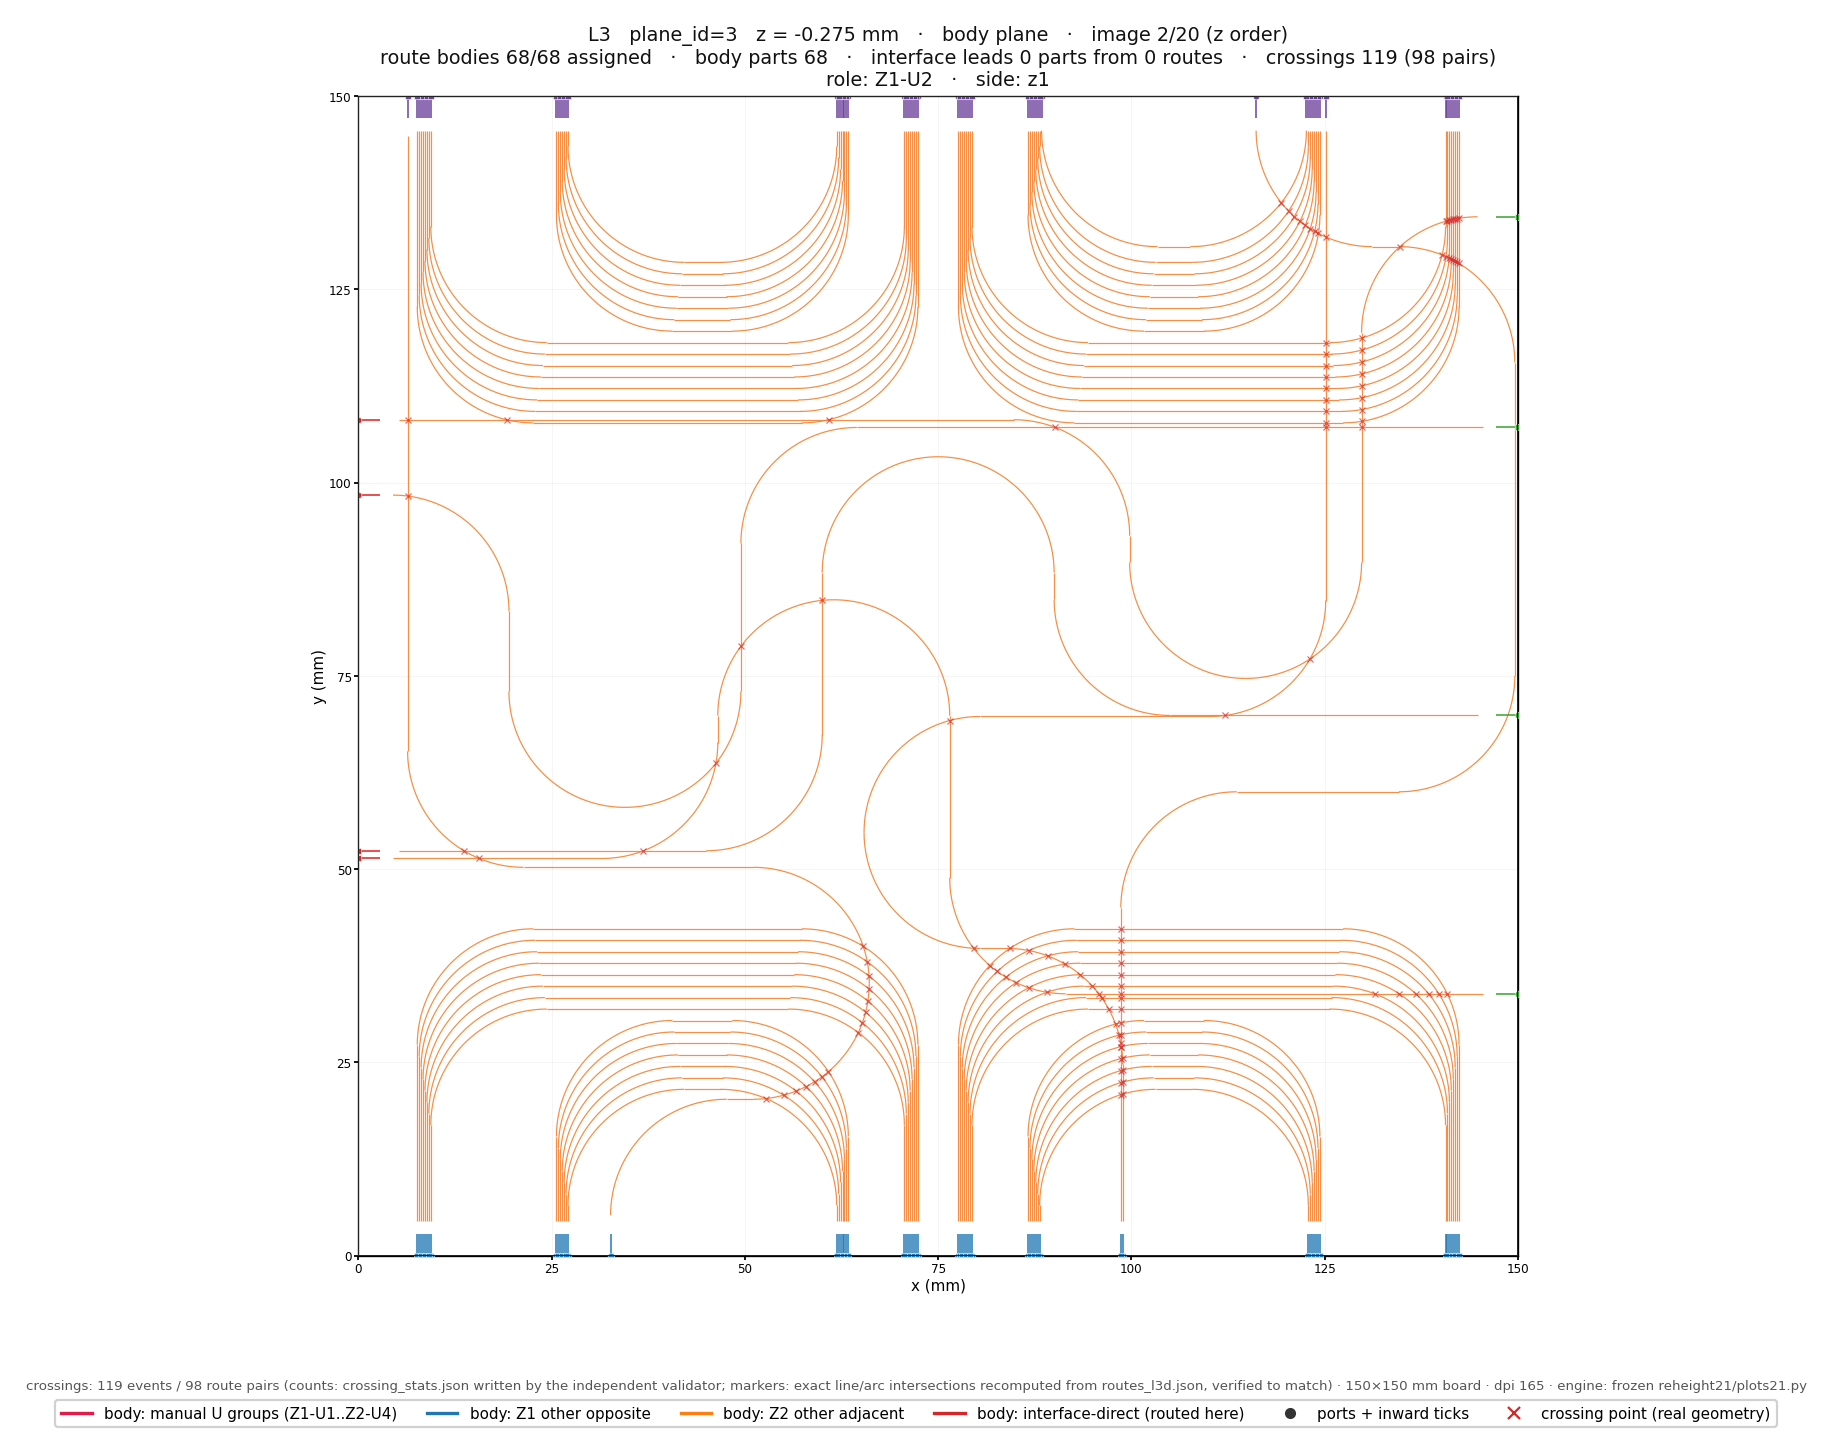 L3   plane_id=3   z = -0.275 mm   ·   body plane   ·   image 2/20 (z order)
route bodies 68/68 assigned   ·   body parts 68   ·   interface leads 0 parts from 0 routes   ·   crossings 119 (98 pairs)
role: Z1-U2   ·   side: z1
150
125
100
75
50
25
0
y (mm)
0 25 50 75 100 125 150
x (mm)
crossings: 119 events / 98 route pairs (counts: crossing_stats.json written by the independent validator; markers: exact line/arc intersections recomputed from routes_l3d.json, verified to match) · 150×150 mm board · dpi 165 · engine: frozen reheight21/plots21.py
body: manual U groups (Z1-U1..Z2-U4)   body: Z1 other opposite   body: Z2 other adjacent   body: interface-direct (routed here)   ports + inward ticks   crossing point (real geometry)